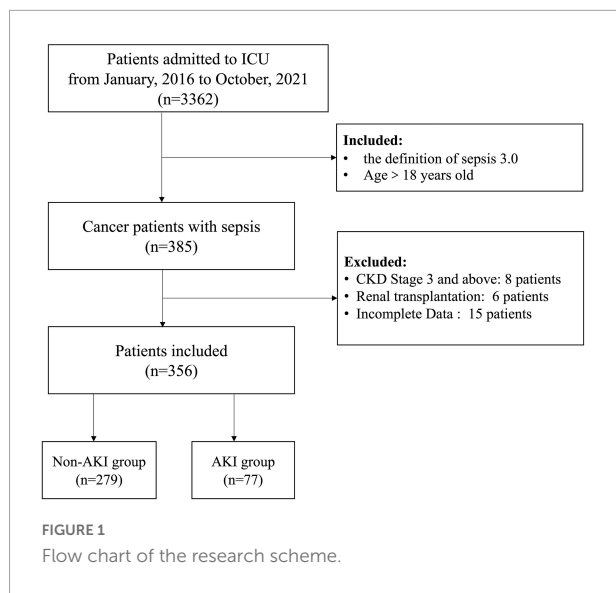 Patients admitted to ICU
from January, 2016 to October, 2021
(n=3362)
Included:
• the definition of sepsis 3.0
• Age > 18 years old
Cancer patients with sepsis
(n=385)
Excluded:
• CKD Stage 3 and above: 8 patients
• Renal transplantation: 6 patients
• Incomplete Data : 15 patients
Patients included
(n=356)
Non-AKI group
(n=279)
AKI group
(n=77)
FIGURE 1
Flow chart of the research scheme.